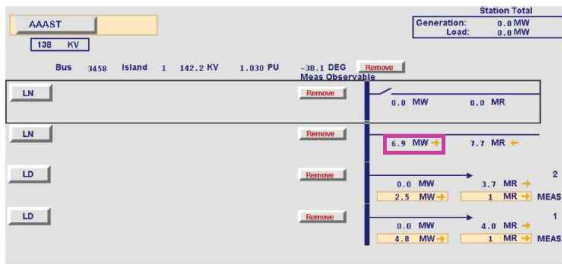 Station Total
AAAST
Generation: 0.0 MW
Load: 0.0 MW
138 KV
Bus 3458 Island 1 142.2 KV 1.030 PU -38.1 DEG Remove
Meas Observable
LN Remove
0.0 MW 0.0 MR
LN Remove
6.9 MW 7.7 MR
LD Remove
2
0.0 MW 3.7 MR
2.5 MW 1 MR MEAS
LD Remove
1
0.0 MW 4.0 MR
4.8 MW 1 MR MEAS